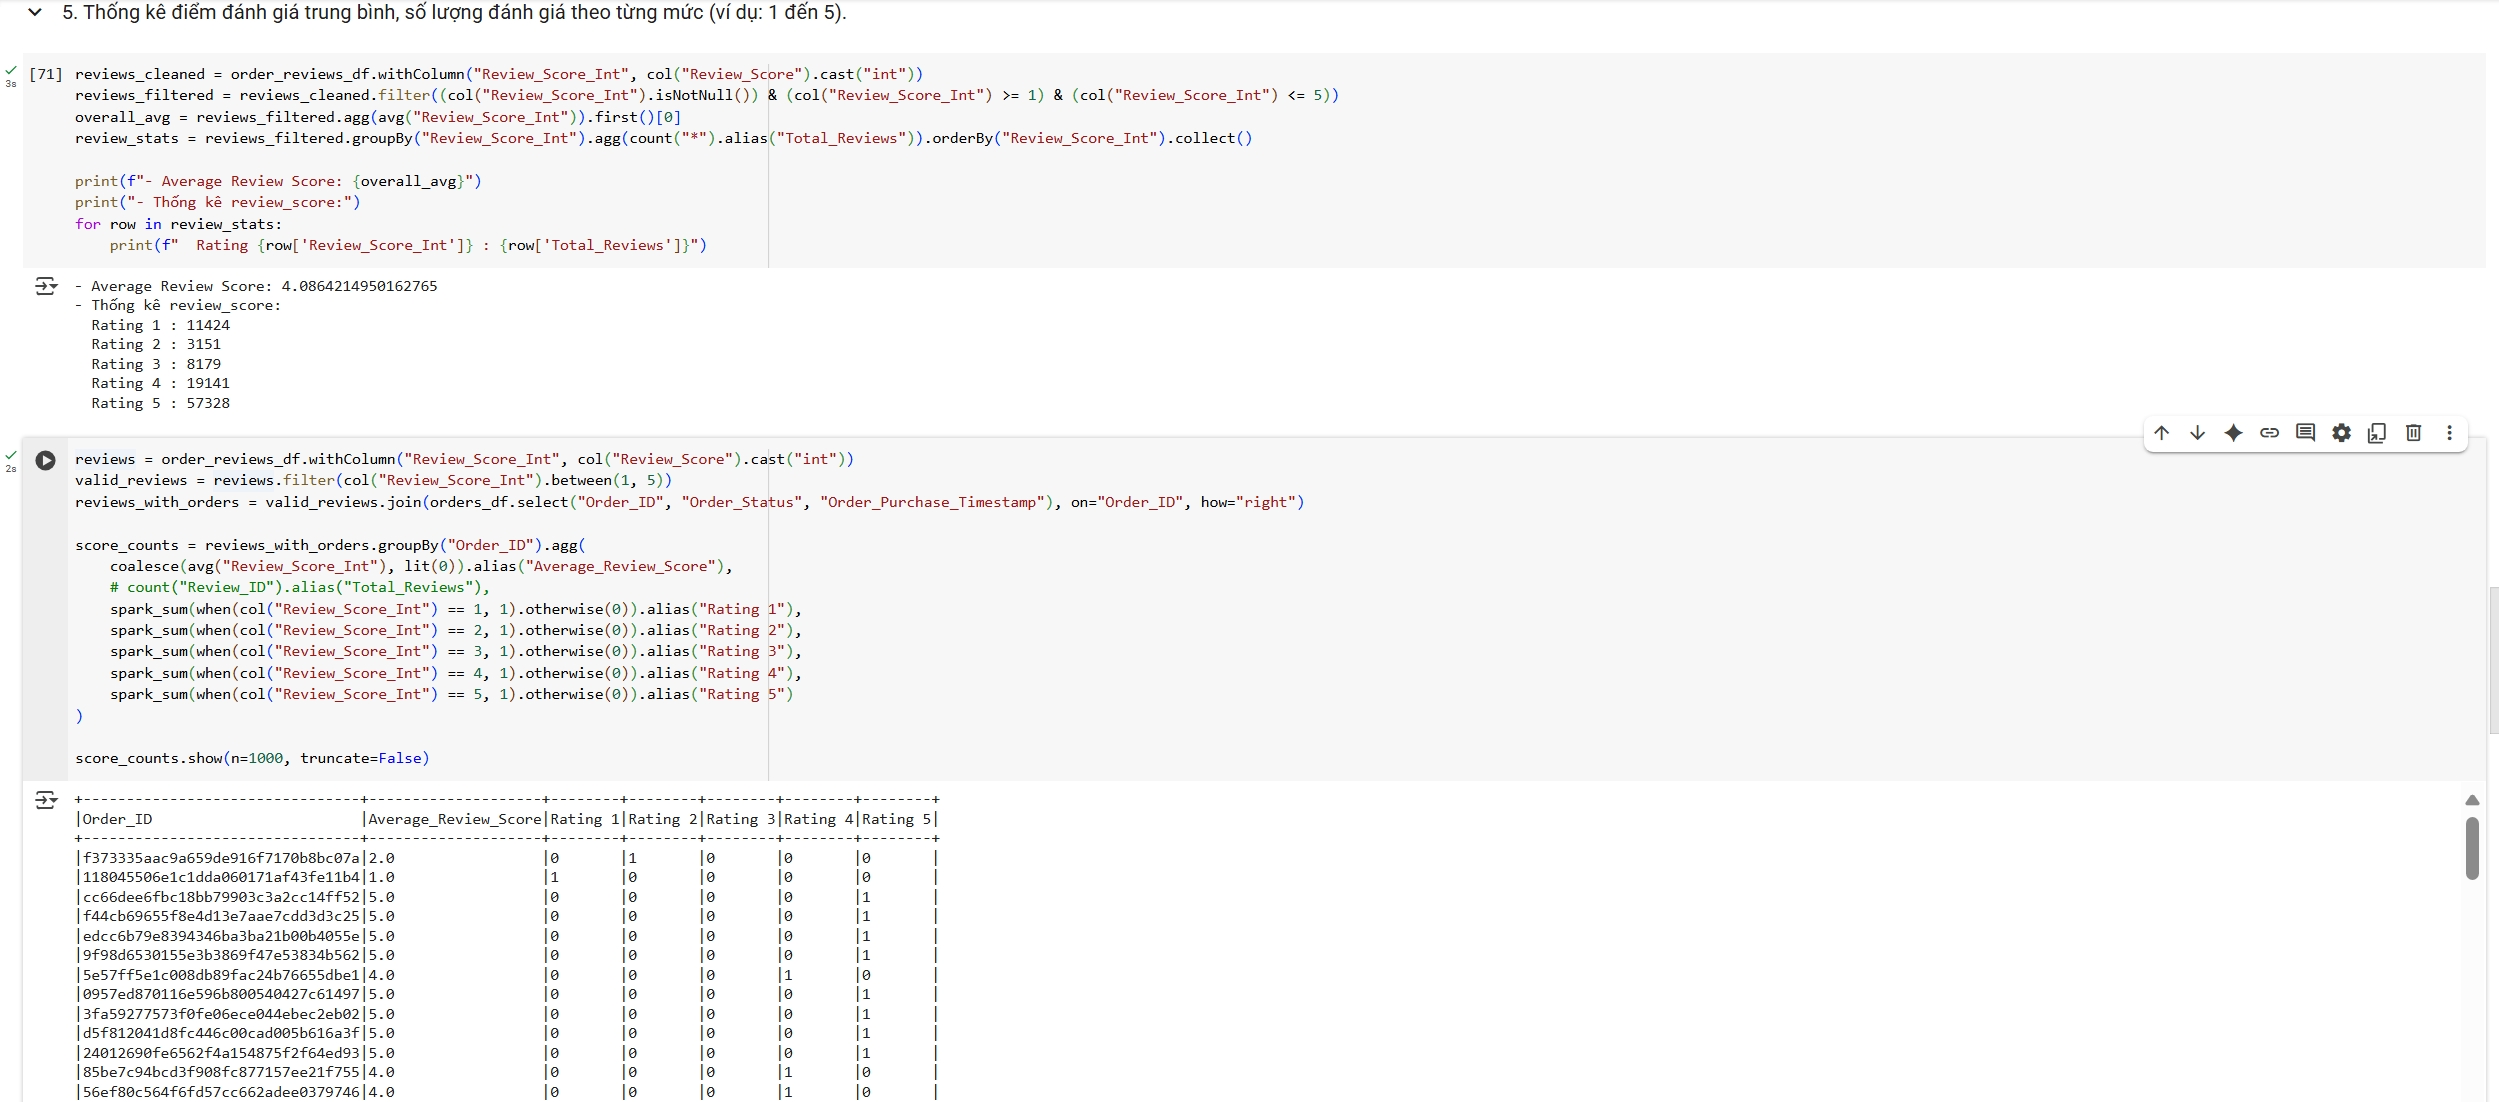 5. Thống kê điểm đánh giá trung bình, số lượng đánh giá theo từng mức (ví dụ: 1 đến 5).
[71] reviews_cleaned = order_reviews_df.withColumn("Review_Score_Int", col("Review_Score").cast("int"))
3s
reviews_filtered = reviews_cleaned.filter((col("Review_Score_Int").isNotNull()) & (col("Review_Score_Int") >= 1) & (col("Review_Score_Int") <= 5))
overall_avg = reviews_filtered.agg(avg("Review_Score_Int")).first()[0]
review_stats = reviews_filtered.groupBy("Review_Score_Int").agg(count("*").alias("Total_Reviews")).orderBy("Review_Score_Int").collect()
print(f"- Average Review Score: {overall_avg}")
print("- Thống kê review_score:")
for row in review_stats:
    print(f"  Rating {row['Review_Score_Int']} : {row['Total_Reviews']}")
- Average Review Score: 4.0864214950162765
- Thống kê review_score:
  Rating 1 : 11424
  Rating 2 : 3151
  Rating 3 : 8179
  Rating 4 : 19141
  Rating 5 : 57328
reviews = order_reviews_df.withColumn("Review_Score_Int", col("Review_Score").cast("int"))
2s
valid_reviews = reviews.filter(col("Review_Score_Int").between(1, 5))
reviews_with_orders = valid_reviews.join(orders_df.select("Order_ID", "Order_Status", "Order_Purchase_Timestamp"), on="Order_ID", how="right")
score_counts = reviews_with_orders.groupBy("Order_ID").agg(
    coalesce(avg("Review_Score_Int"), lit(0)).alias("Average_Review_Score"),
    # count("Review_ID").alias("Total_Reviews"),
    spark_sum(when(col("Review_Score_Int") == 1, 1).otherwise(0)).alias("Rating 1"),
    spark_sum(when(col("Review_Score_Int") == 2, 1).otherwise(0)).alias("Rating 2"),
    spark_sum(when(col("Review_Score_Int") == 3, 1).otherwise(0)).alias("Rating 3"),
    spark_sum(when(col("Review_Score_Int") == 4, 1).otherwise(0)).alias("Rating 4"),
    spark_sum(when(col("Review_Score_Int") == 5, 1).otherwise(0)).alias("Rating 5")
)
score_counts.show(n=1000, truncate=False)
+--------------------------------+--------------------+--------+--------+--------+--------+--------+
|Order_ID                        |Average_Review_Score|Rating 1|Rating 2|Rating 3|Rating 4|Rating 5|
+--------------------------------+--------------------+--------+--------+--------+--------+--------+
|f373335aac9a659de916f7170b8bc07a|2.0                 |0       |1       |0       |0       |0       |
|118045506e1c1dda060171af43fe11b4|1.0                 |1       |0       |0       |0       |0       |
|cc66dee6fbc18bb79903c3a2cc14ff52|5.0                 |0       |0       |0       |0       |1       |
|f44cb69655f8e4d13e7aae7cdd3d3c25|5.0                 |0       |0       |0       |0       |1       |
|edcc6b79e8394346ba3ba21b00b4055e|5.0                 |0       |0       |0       |0       |1       |
|9f98d6530155e3b3869f47e53834b562|5.0                 |0       |0       |0       |0       |1       |
|5e57ff5e1c008db89fac24b76655dbe1|4.0                 |0       |0       |0       |1       |0       |
|0957ed870116e596b800540427c61497|5.0                 |0       |0       |0       |0       |1       |
|3fa59277573f0fe06ece044ebec2eb02|5.0                 |0       |0       |0       |0       |1       |
|d5f812041d8fc446c00cad005b616a3f|5.0                 |0       |0       |0       |0       |1       |
|24012690fe6562f4a154875f2f64ed93|5.0                 |0       |0       |0       |0       |1       |
|85be7c94bcd3f908fc877157ee21f755|4.0                 |0       |0       |0       |1       |0       |
|56ef80c564f6fd57cc662adee0379746|4.0                 |0       |0       |0       |1       |0       |